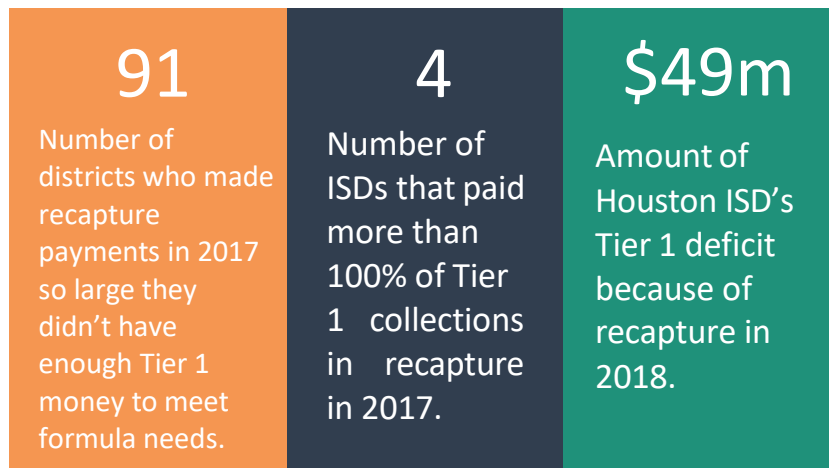 91
Number of
districts who made
recapture
payments in 2017
so large they
didn’t have
enough Tier 1
money to meet
formula needs.
4
Number of
ISDs that paid
more than
100% of Tier
1 collections
in recapture
in 2017.
$49m
Amount of
Houston ISD’s
Tier 1 deficit
because of
recapture in
2018.